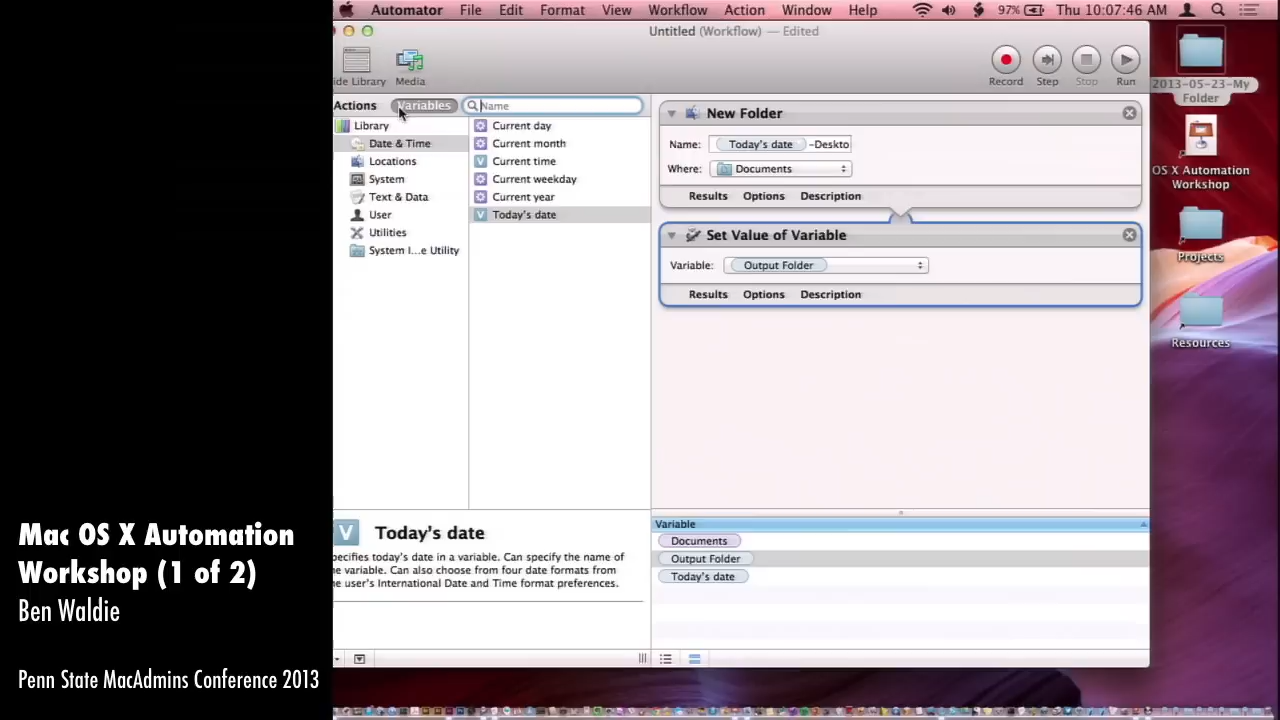 Automator File Edit Format View Workflow Action Window Help 97% Thu 10:07:46 AM
Untitled (Workflow) — Edited
ide Library Media Record Step Stop Run
Actions Variables Name
Library
Date & Time
Locations
System
Text & Data
User
Utilities
System I...e Utility
Current day
Current month
Current time
Current weekday
Current year
Today's date
New Folder
Name: Today's date -Deskto
Where: Documents
Results Options Description
Set Value of Variable
Variable: Output Folder
Results Options Description
2013-05-23-My
Folder
OS X Automation
Workshop
Projects
Resources
V Today's date
pecifies today's date in a variable. Can specify the name of
he variable. Can also choose from four date formats from
he user's International Date and Time format preferences.
Variable
Documents
Output Folder
Today's date
Mac OS X Automation
Workshop (1 of 2)
Ben Waldie
Penn State MacAdmins Conference 2013